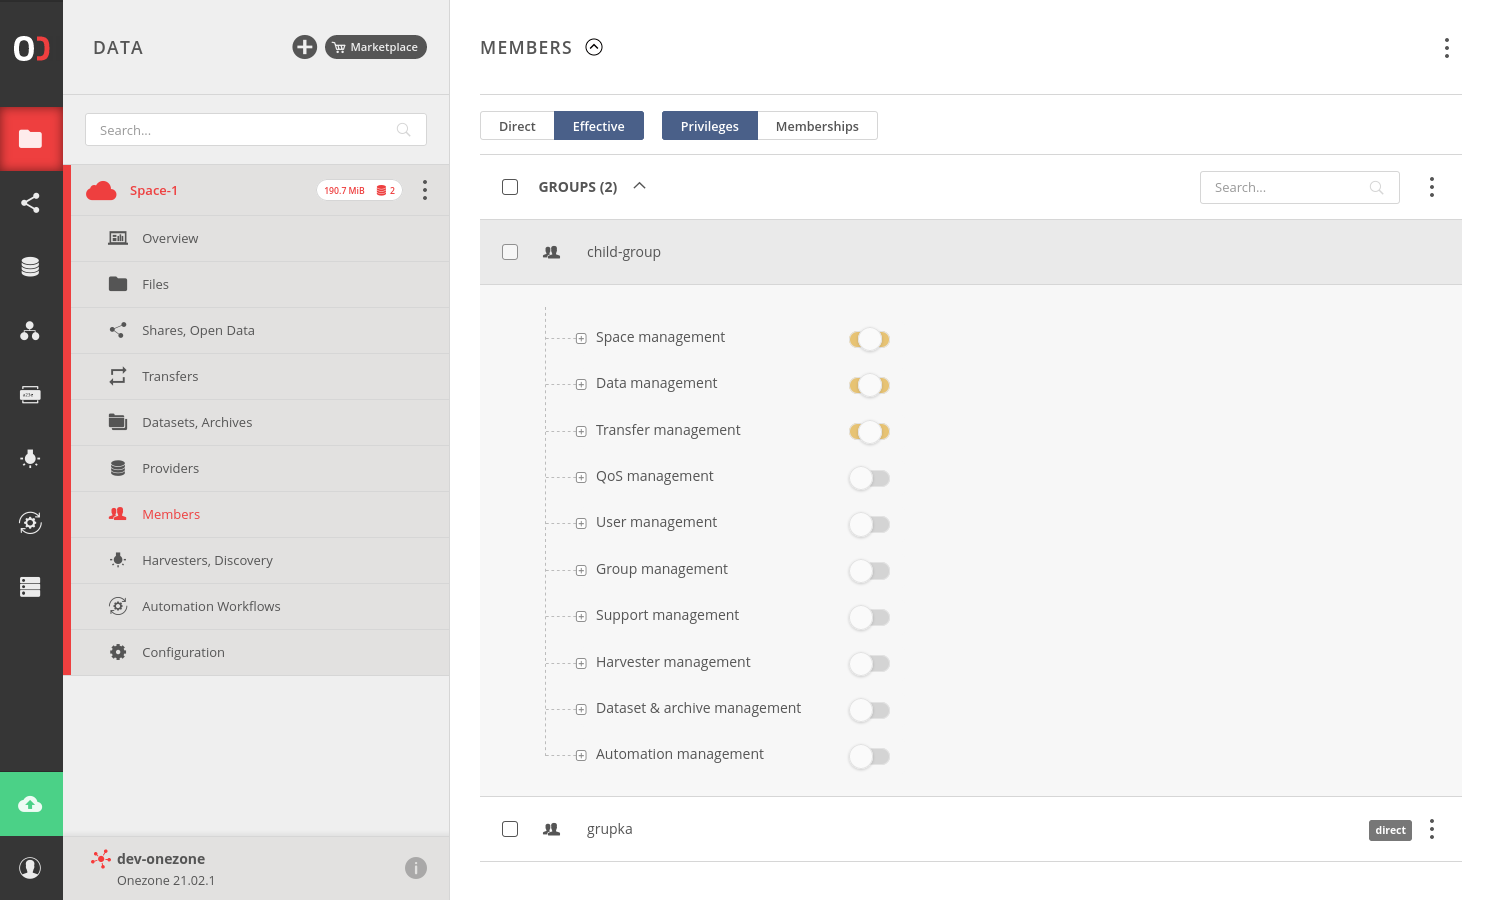 DATA
Marketplace
Search...
Space-1
190.7 MiB
2
Overview
Files
Shares, Open Data
Transfers
Datasets, Archives
Providers
Members
Harvesters, Discovery
Automation Workflows
Configuration
dev-onezone
Onezone 21.02.1
MEMBERS
Direct
Effective
Privileges
Memberships
GROUPS (2)
Search...
child-group
Space management
Data management
Transfer management
QoS management
User management
Group management
Support management
Harvester management
Dataset & archive management
Automation management
grupka
direct